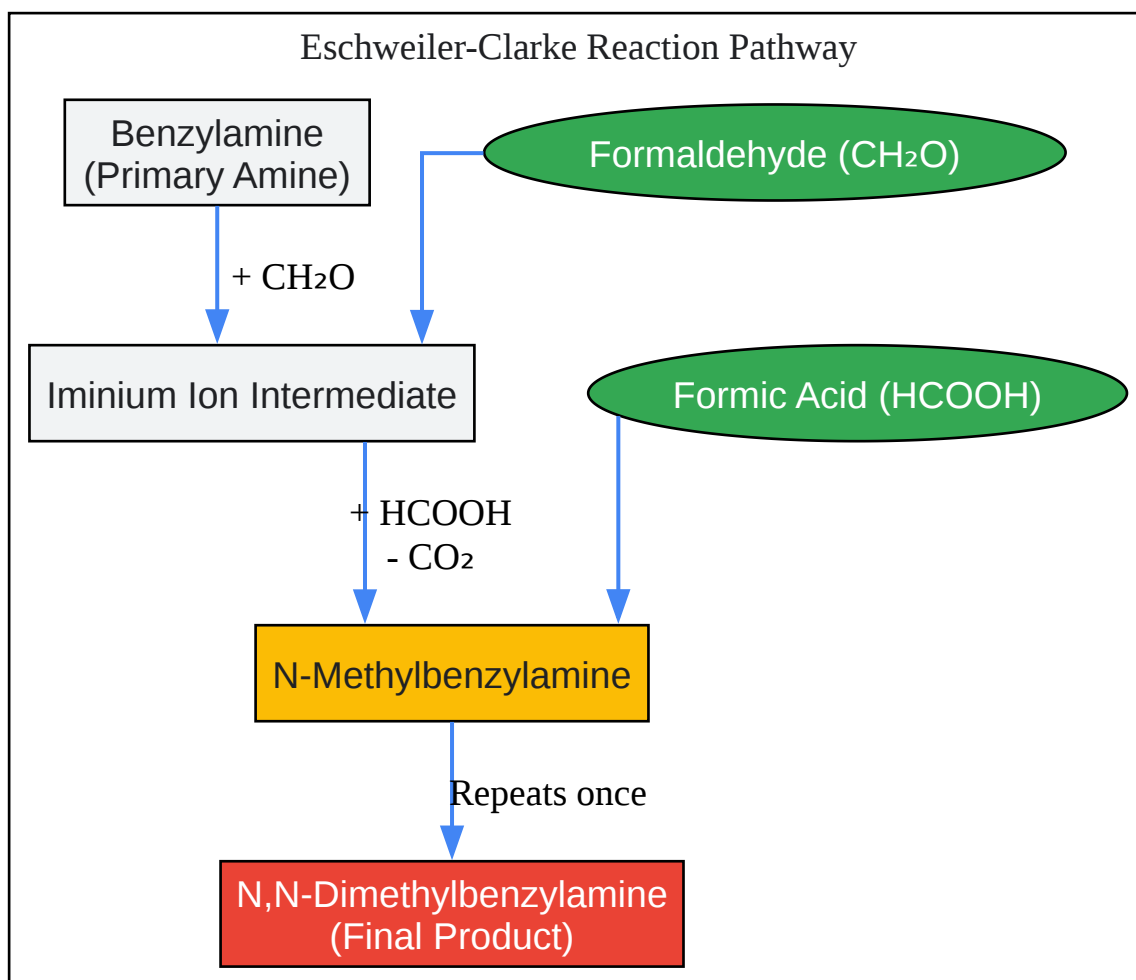 Eschweiler-Clarke Reaction Pathway
Benzylamine
(Primary Amine)
Formaldehyde (CH₂O)
+ CH₂O
Iminium Ion Intermediate
Formic Acid (HCOOH)
+ HCOOH
- CO₂
N-Methylbenzylamine
Repeats once
N,N-Dimethylbenzylamine
(Final Product)